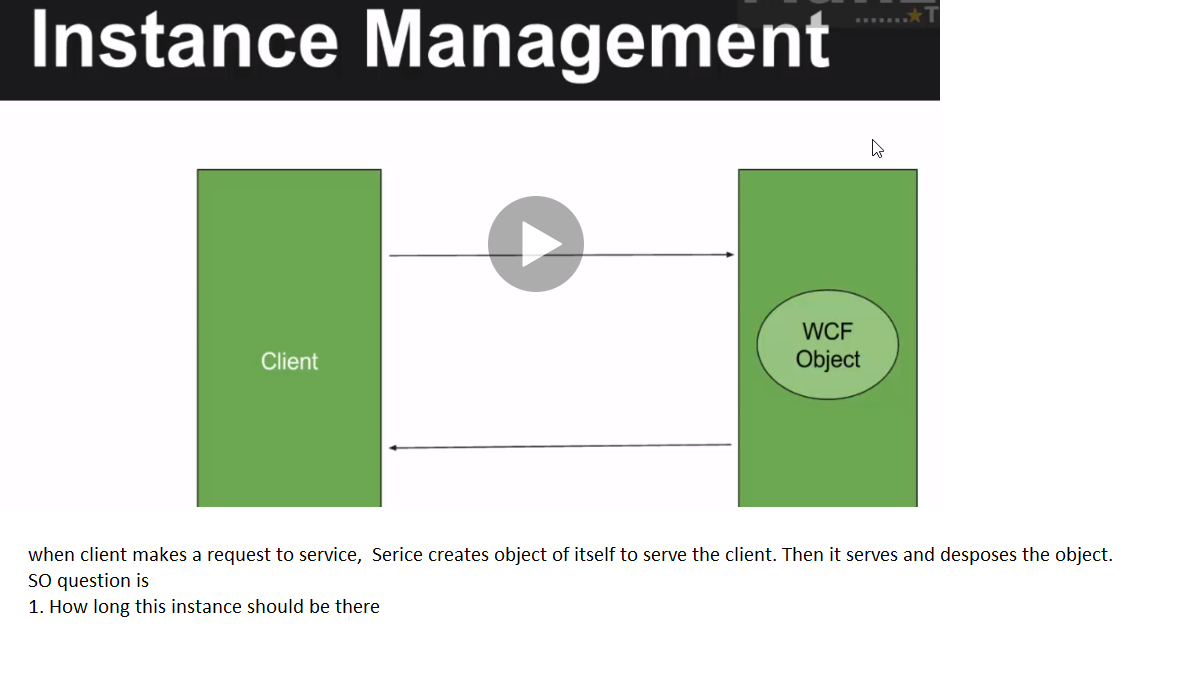 Instance Management
Client
WCF
Object
when client makes a request to service,  Serice creates object of itself to serve the client. Then it serves and desposes the object.
SO question is
1. How long this instance should be there